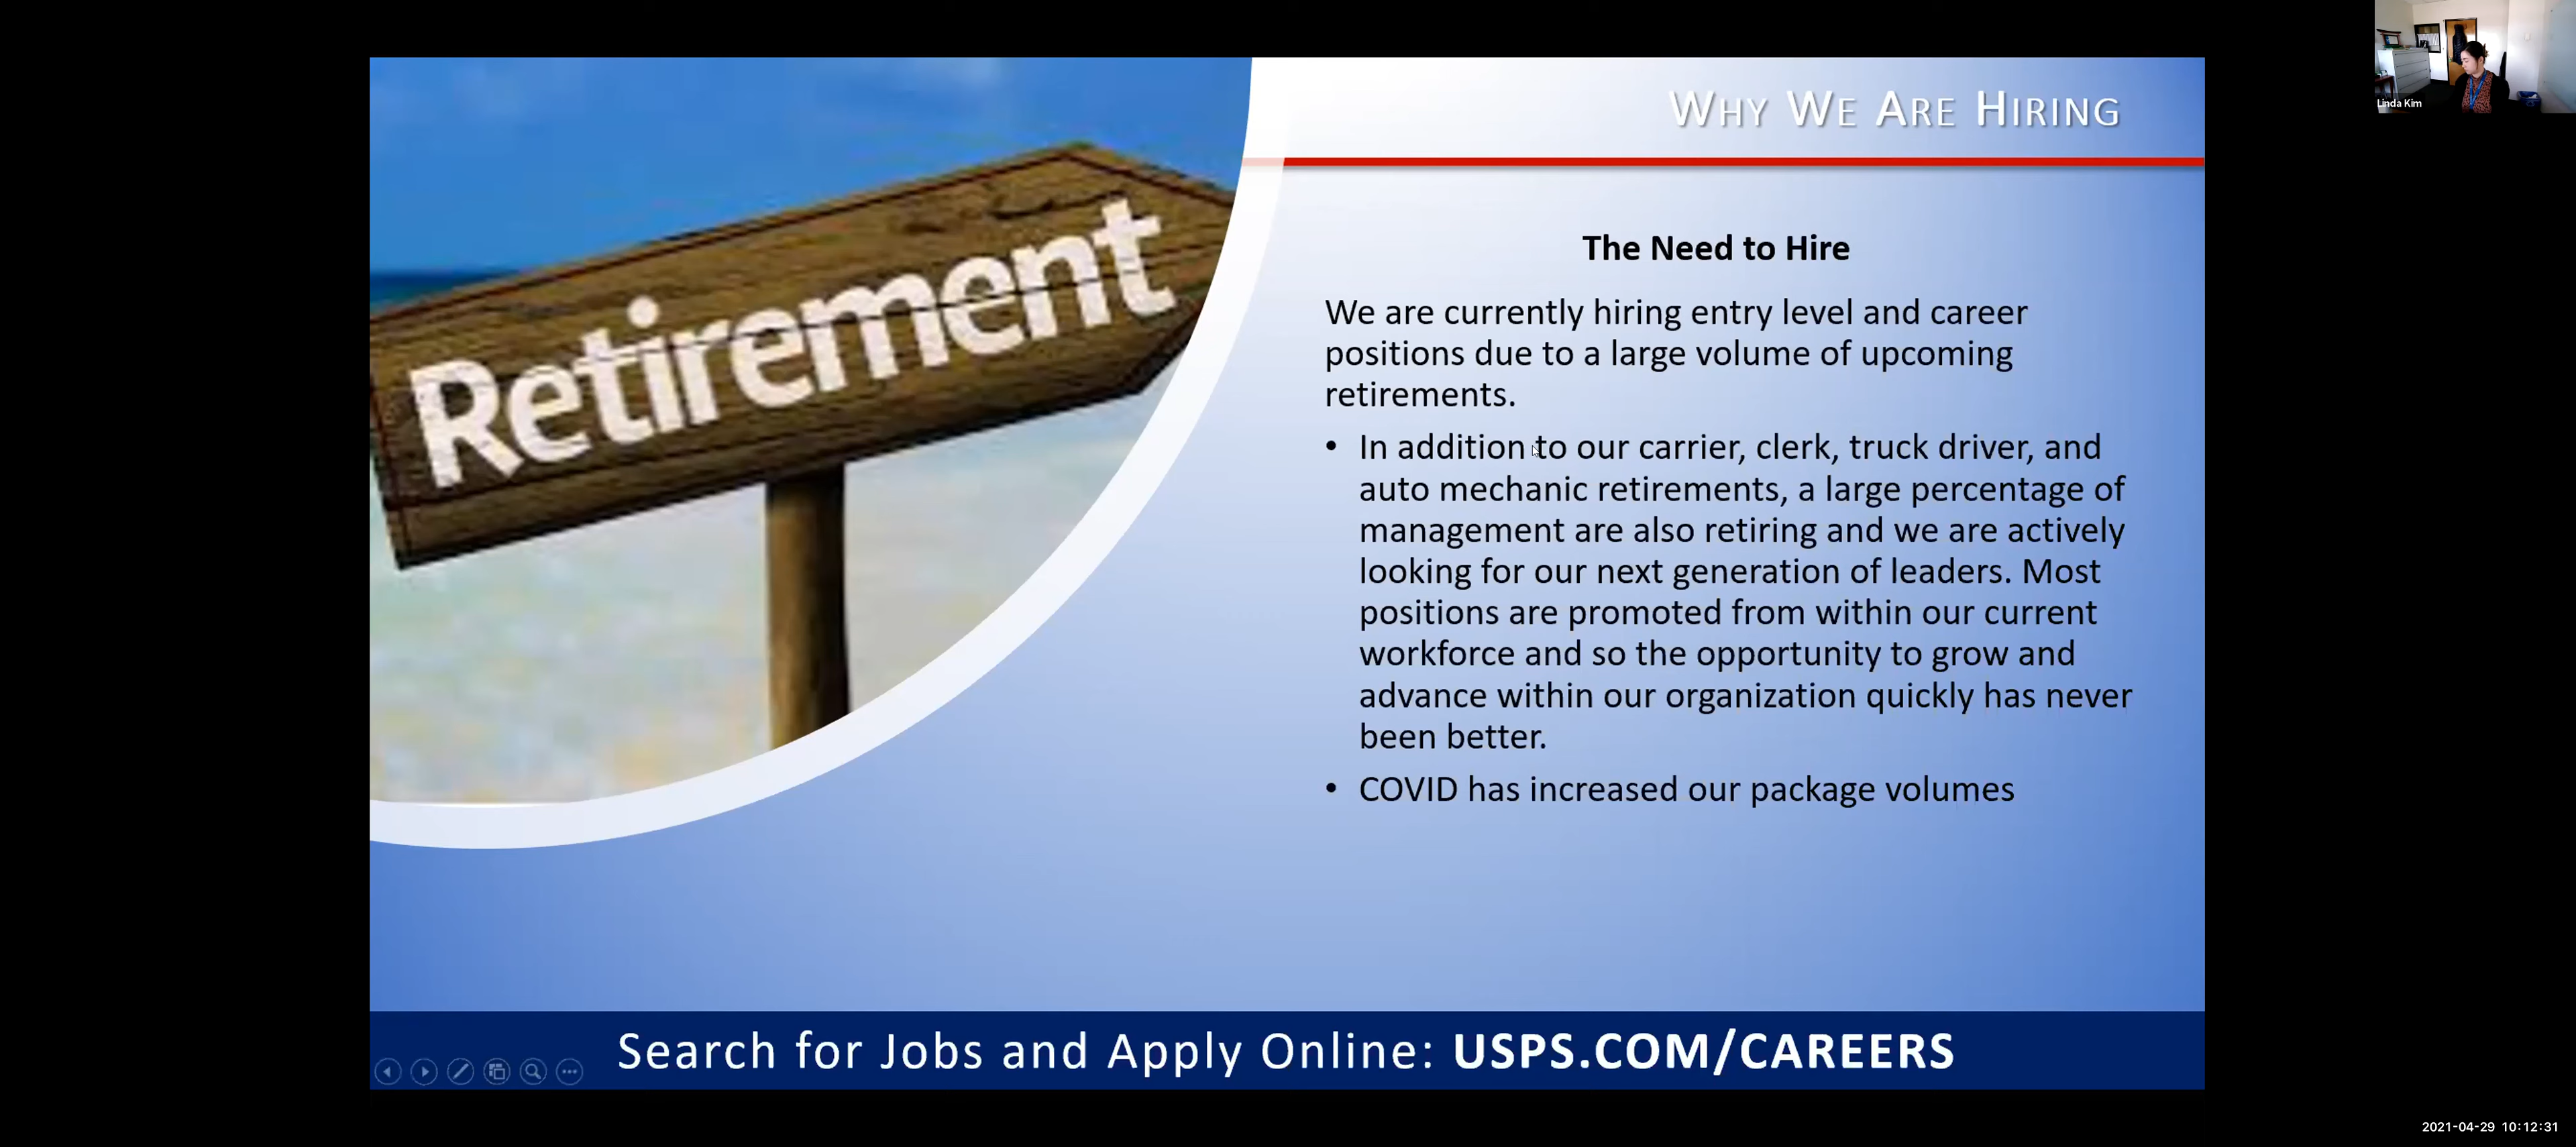 Linda Kim
WHY WE ARE HIRING
Retirement
The Need to Hire
We are currently hiring entry level and career
positions due to a large volume of upcoming
retirements.
• In addition to our carrier, clerk, truck driver, and
auto mechanic retirements, a large percentage of
management are also retiring and we are actively
looking for our next generation of leaders. Most
positions are promoted from within our current
workforce and so the opportunity to grow and
advance within our organization quickly has never
been better.
• COVID has increased our package volumes
Search for Jobs and Apply Online: USPS.COM/CAREERS
2021-04-29 10:12:31